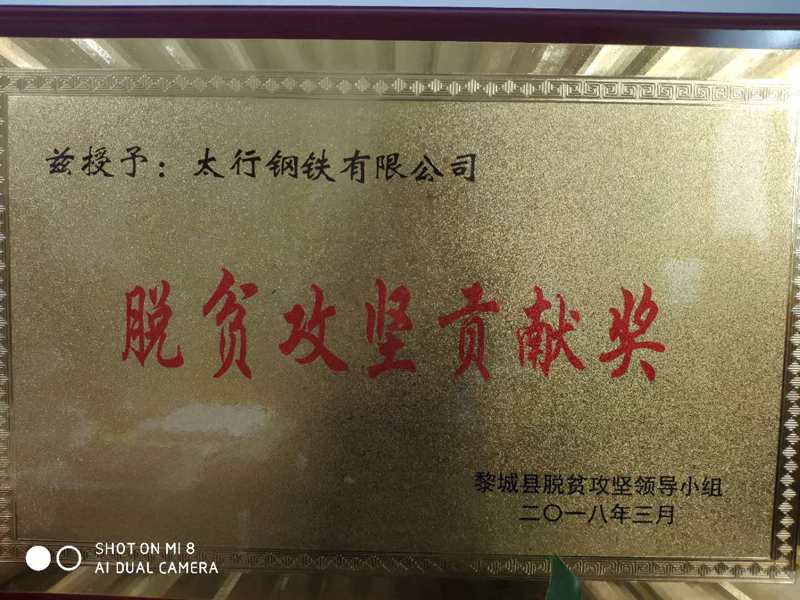 兹授予：太行钢铁有限公司
脱贫攻坚贡献奖
黎城县脱贫攻坚领导小组
二〇一八年三月
SHOT ON MI 8
AI DUAL CAMERA